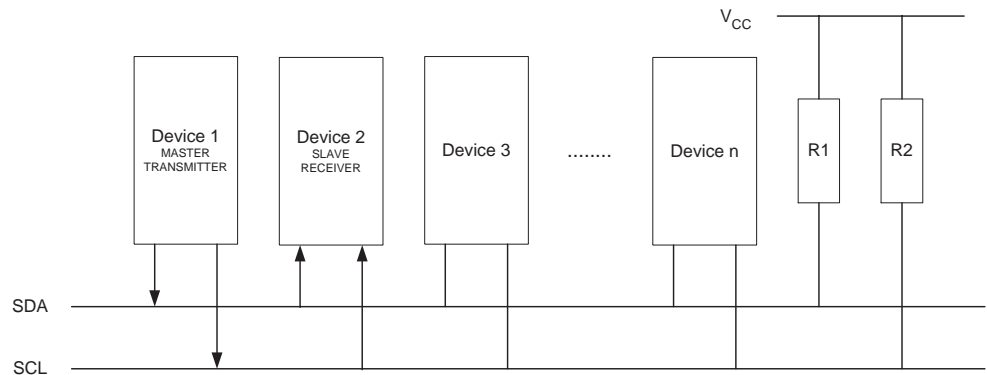 V_CC
Device 1
MASTER
TRANSMITTER
Device 2
SLAVE
RECEIVER
Device 3
........
Device n
R1
R2
SDA
SCL